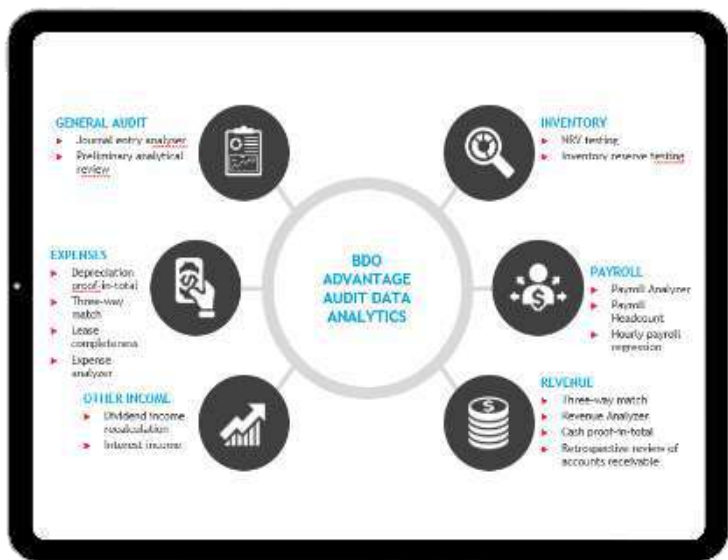 GENERAL AUDIT
Journal entry analyser
Preliminary analytical
review
EXPENSES
Depreciation
proof-in-total
Three-way
match
Lease
completeness
Expense
analyzer
OTHER INCOME
Dividend income
recalculation
Interest income
BDO
ADVANTAGE
AUDIT DATA
ANALYTICS
INVENTORY
NRV testing
Inventory reserve testing
PAYROLL
Payroll Analyzer
Payroll
Headcount
Hourly payroll
regression
REVENUE
Three-way match
Revenue Analyzer
Cash proof-in-total
Retrospective review of
accounts receivable